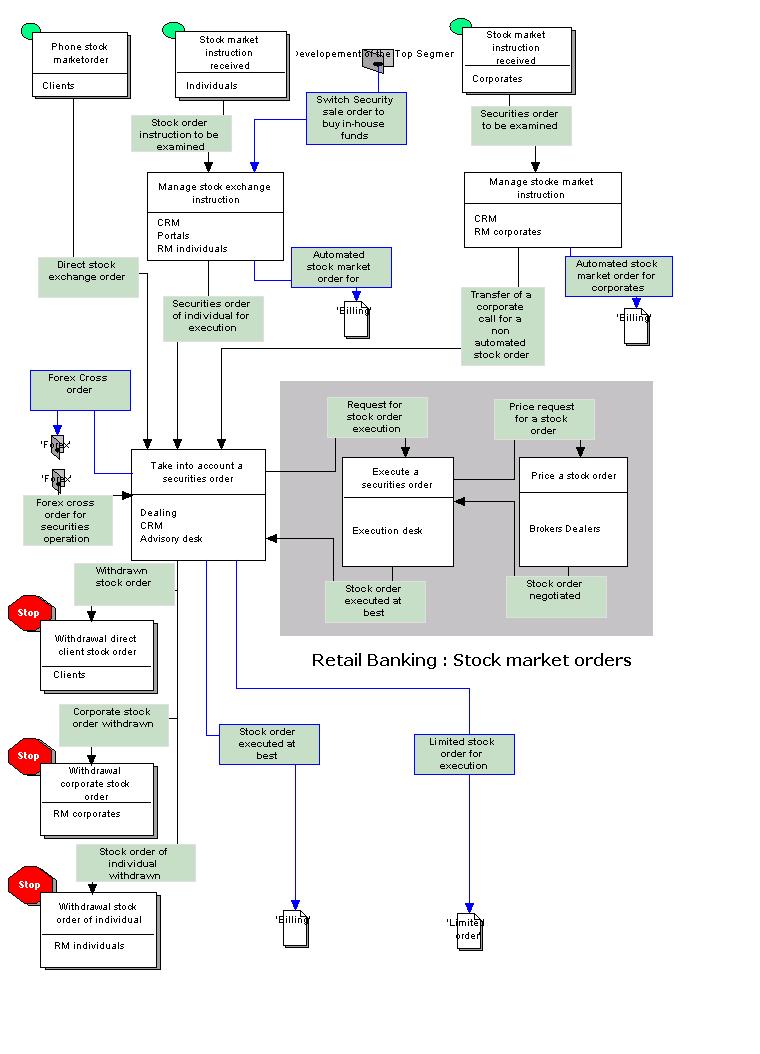 Phone stock
marketorder
Clients
Stock market
instruction
received
Individuals
evelopement of the Top Segmer
Stock market
instruction
received
Corporates
Switch Security
sale order to
buy in-house
funds
Stock order
instruction to be
examined
Securities order
to be examined
Manage stock exchange
instruction
CRM
Portals
RM individuals
Manage stocke market
instruction
CRM
RM corporates
Direct stock
exchange order
Automated
stock market
order for
'Billing'
Automated stock
market order for
corporates
'Billing'
Securities order
of individual for
execution
Transfer of a
corporate
call for a
non
automated
stock order
Forex Cross
order
'Forex'
'Forex'
Forex cross
order for
securities
operation
Take into account a
securities order
Dealing
CRM
Advisory desk
Request for
stock order
execution
Price request
for a stock
order
Execute a
securities order
Execution desk
Price a stock order
Brokers Dealers
Stock order
executed at
best
Stock order
negotiated
Retail Banking : Stock market orders
Withdrawn
stock order
Stop
Withdrawal direct
client stock order
Clients
Corporate stock
order withdrawn
Stop
Withdrawal
corporate stock
order
RM corporates
Stock order of
individual
withdrawn
Stop
Withdrawal stock
order of individual
RM individuals
Stock order
executed at
best
Limited stock
order for
execution
'Billing'
'Limited
order'